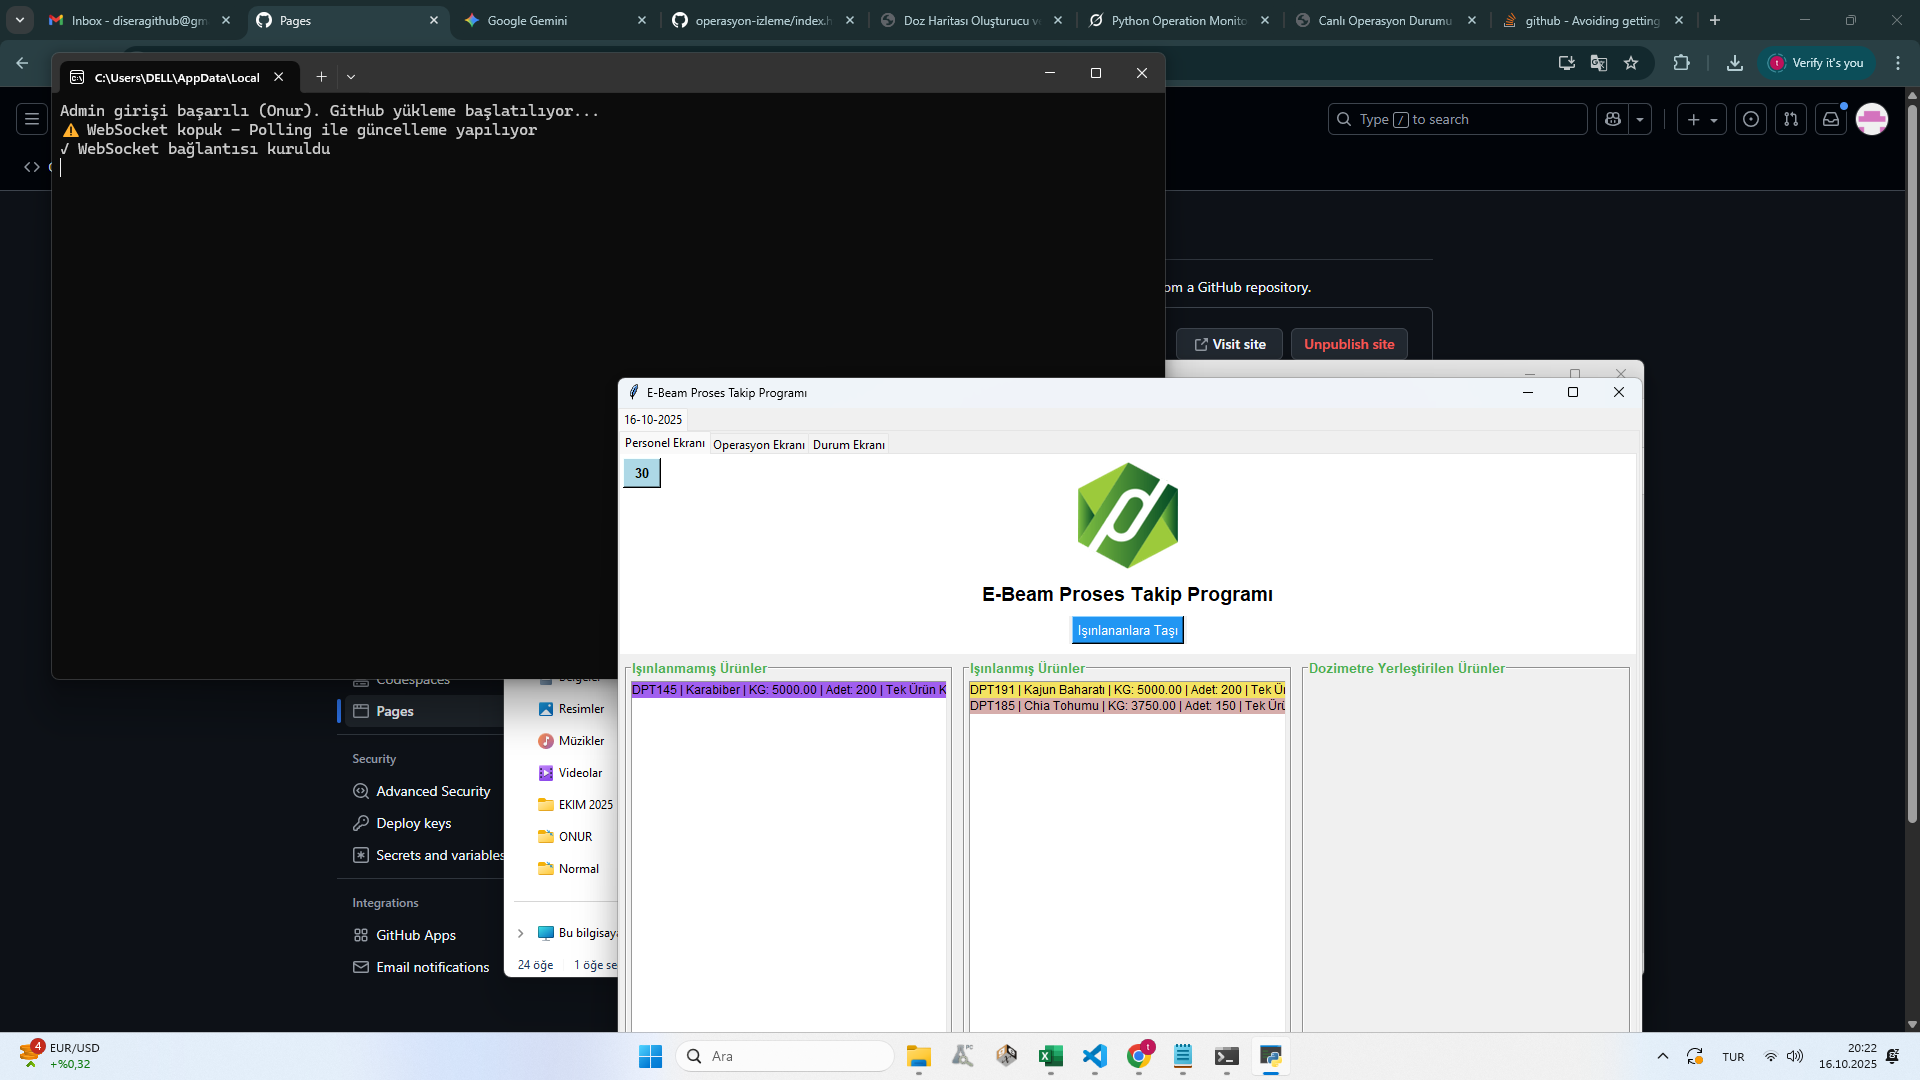 Inbox - diseragithub@gm
Pages
Google Gemini
operasyon-izleme/index.h
Doz Haritası Oluşturucu v
Python Operation Monito
Canlı Operasyon Durumu
github - Avoiding getting
Verify it's you
C:\Users\DELL\AppData\Local
Admin girişi başarılı (Onur). GitHub yükleme başlatılıyor...
⚠ WebSocket kopuk - Polling ile güncelleme yapılıyor
✓ WebSocket bağlantısı kuruldu
Type / to search
om a GitHub repository.
Visit site
Unpublish site
Codespaces
Pages
Security
Advanced Security
Deploy keys
Secrets and variables
Integrations
GitHub Apps
Email notifications
Belgeler
Resimler
Müzikler
Videolar
EKIM 2025
ONUR
Normal
Bu bilgisaya
24 öğe
1 öğe se
E-Beam Proses Takip Programı
16-10-2025
Personel Ekranı
Operasyon Ekranı
Durum Ekranı
30
E-Beam Proses Takip Programı
Işınlananlara Taşı
Işınlanmamış Ürünler
DPT145 | Karabiber | KG: 5000.00 | Adet: 200 | Tek Ürün K
Işınlanmış Ürünler
DPT191 | Kajun Baharatı | KG: 5000.00 | Adet: 200 | Tek Ür
DPT185 | Chia Tohumu | KG: 3750.00 | Adet: 150 | Tek Ürü
Dozimetre Yerleştirilen Ürünler
4
EUR/USD
+%0,32
Ara
TUR
20:22
16.10.2025